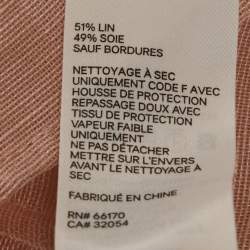 51% LIN
49% SOIE
SAUF BORDURES
NETTOYAGE À SEC
UNIQUEMENT CODE F AVEC
HOUSSE DE PROTECTION
REPASSAGE DOUX AVEC
TISSU DE PROTECTION
VAPEUR FAIBLE
UNIQUEMENT
NE PAS DÉTACHER
METTRE SUR L'ENVERS
AVANT LE NETTOYAGE À
SEC
FABRIQUÉ EN CHINE
RN# 66170
CA# 32054